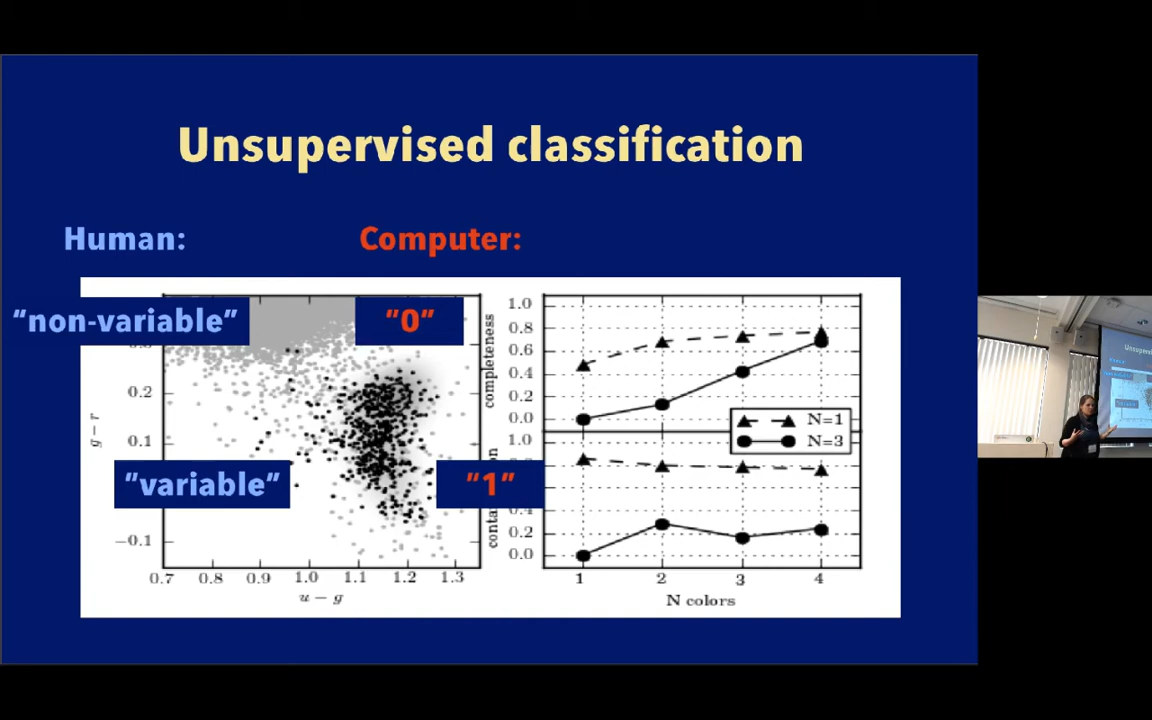 Unsupervised classification
Human:
Computer:
“non-variable”
“0”
“variable”
“1”
0.2
0.1
−0.1
g − r
0.7 0.8 0.9 1.0 1.1 1.2 1.3
u − g
completeness
1.0
0.8
0.6
0.4
0.2
0.0
1.0
0.2
0.0
N=1
N=3
1 2 3 4
N colors